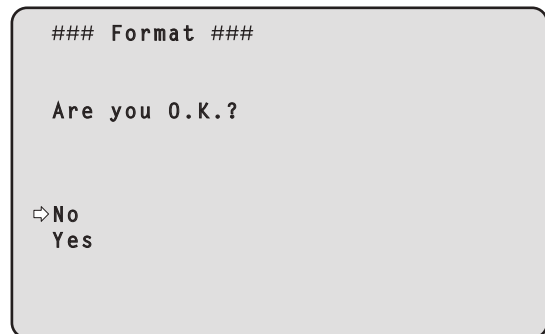 ### Format ###
Are you O.K.?
⇨No
Yes